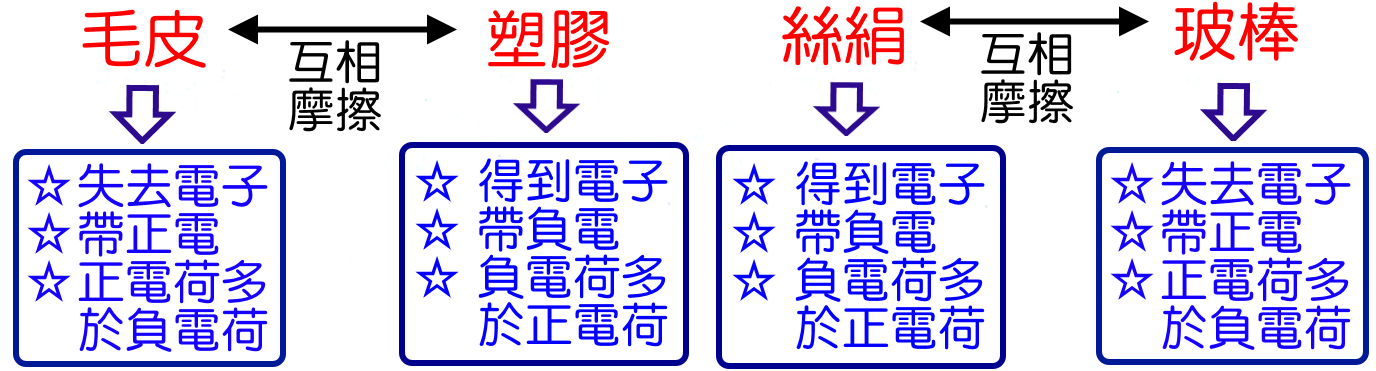 毛皮
互相
摩擦
塑膠
絲絹
互相
摩擦
玻棒
☆失去電子
☆帶正電
☆正電荷多
於負電荷
☆ 得到電子
☆ 帶負電
☆ 負電荷多
於正電荷
☆ 得到電子
☆ 帶負電
☆ 負電荷多
於正電荷
☆失去電子
☆帶正電
☆正電荷多
於負電荷